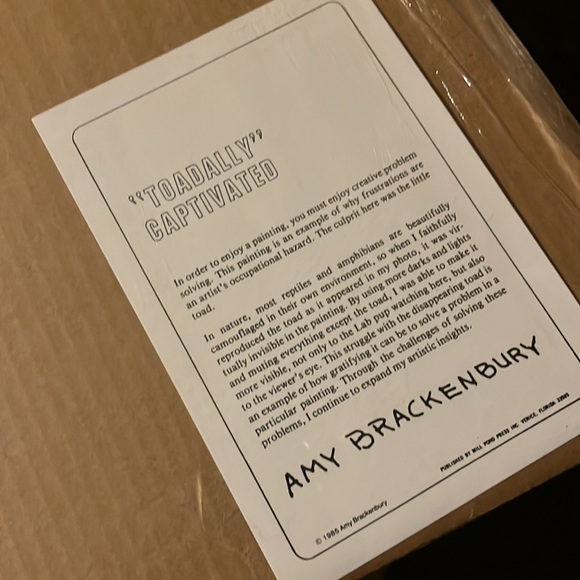 “TOADALLY”
CAPTIVATED
In order to enjoy a painting, you must enjoy creative problem
solving. This painting is an example of why frustrations are
an artist's occupational hazard. The culprit here was the little
toad.
In nature, most reptiles and amphibians are beautifully
camouflaged in their own environment, so when I faithfully
reproduced the toad as it appeared in my photo, it was vir-
tually invisible in the painting. By using more darks and lights
and muting everything except the toad, I was able to make it
more visible, not only to the Lab pup watching here, but also
to the viewer's eye. This struggle with the disappearing toad is
an example of how gratifying it can be to solve a problem in a
particular painting. Through the challenges of solving these
problems, I continue to expand my artistic insights.
AMY BRACKENBURY
PUBLISHED BY MILL POND PRESS INC. VENICE, FLORIDA 33595
© 1985 Amy Brackenbury